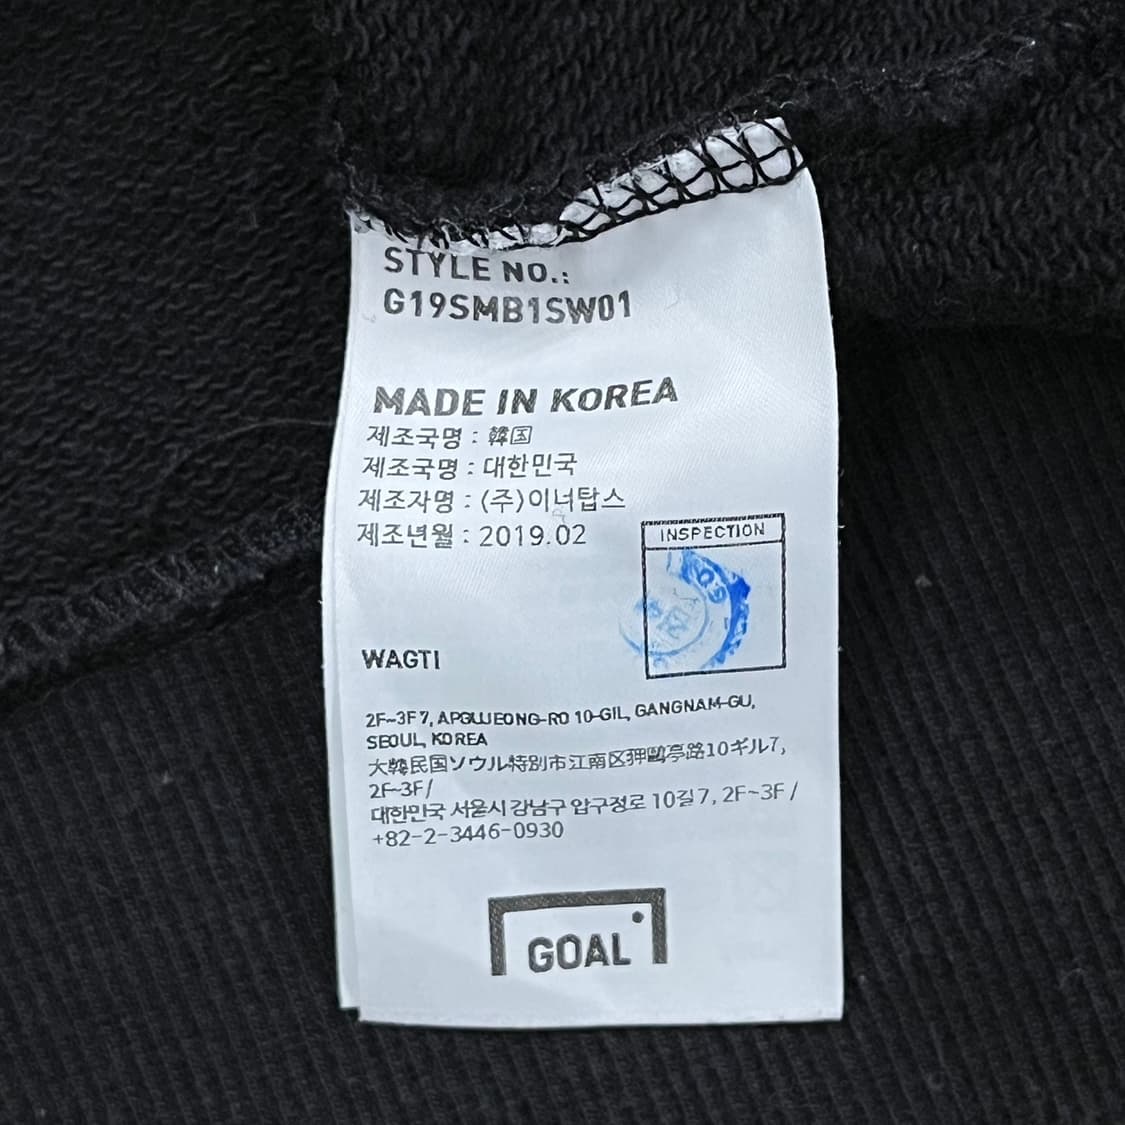 STYLE NO.:
G19SMB1SW01
MADE IN KOREA
제조국명 : 韓国
제조국명 : 대한민국
제조자명 : (주)이너탑스
제조년월 : 2019.02
INSPECTION
WAGTI
2F~3F 7, APGUJEONG-RO 10-GIL, GANGNAM-GU,
SEOUL, KOREA
大韓民国ソウル特別市江南区狎鷗亭路10ギル7,
2F~3F /
대한민국 서울시 강남구 압구정로 10길 7, 2F~3F /
+82-2-3446-0930
GOAL